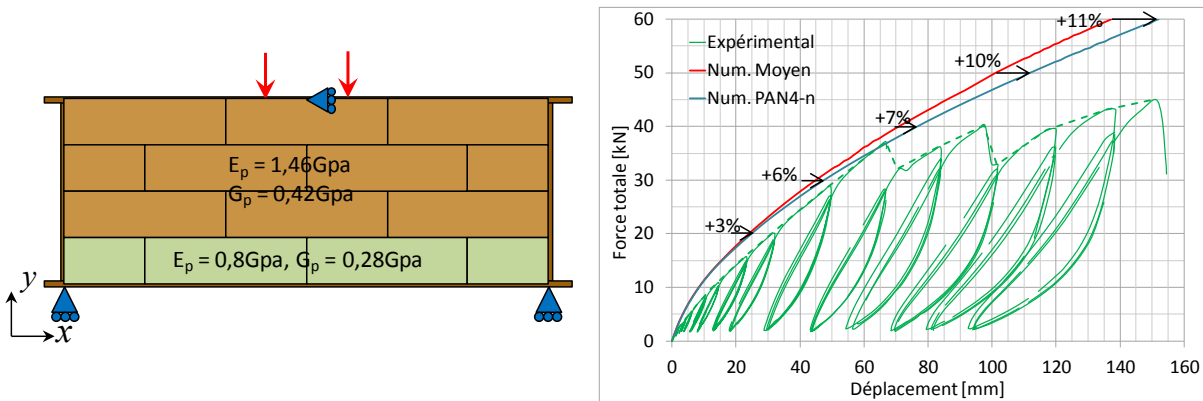 E_p = 1,46Gpa
G_p = 0,42Gpa
E_p = 0,8Gpa, G_p = 0,28Gpa
y
x
Force totale [kN]
60
50
40
30
20
10
0
Expérimental
Num. Moyen
Num. PAN4-n
+11%
+10%
+7%
+6%
+3%
0 20 40 60 80 100 120 140 160
Déplacement [mm]